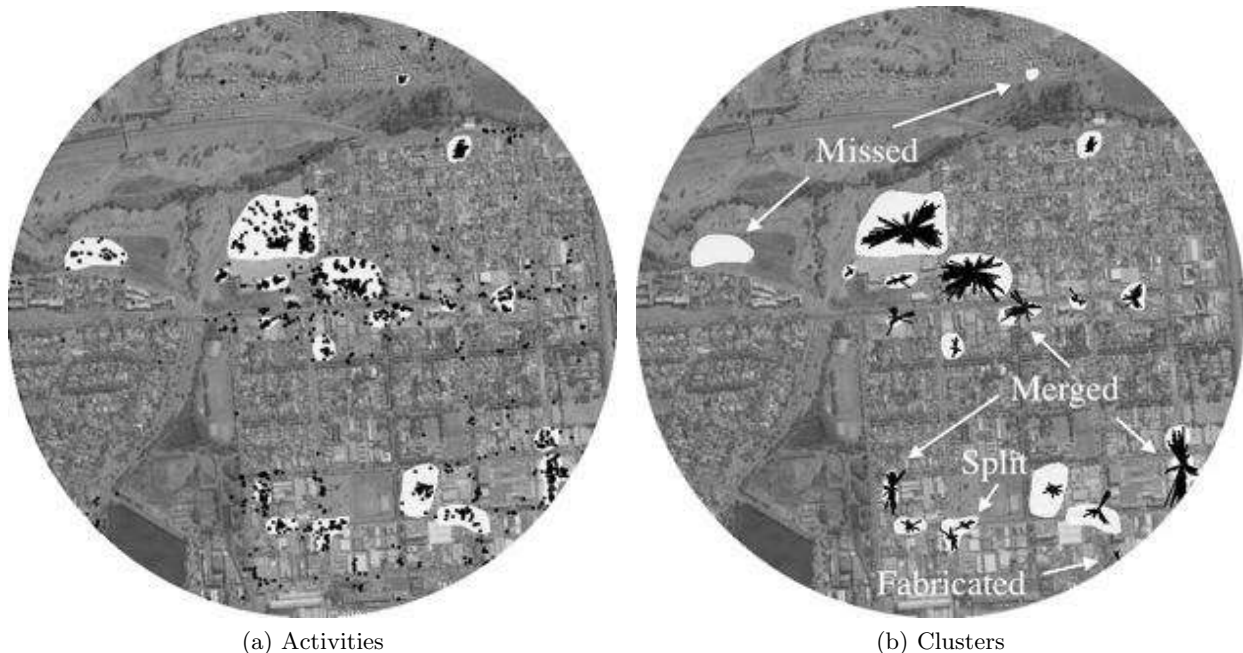 Missed
Merged
Split
Fabricated
(a) Activities
(b) Clusters